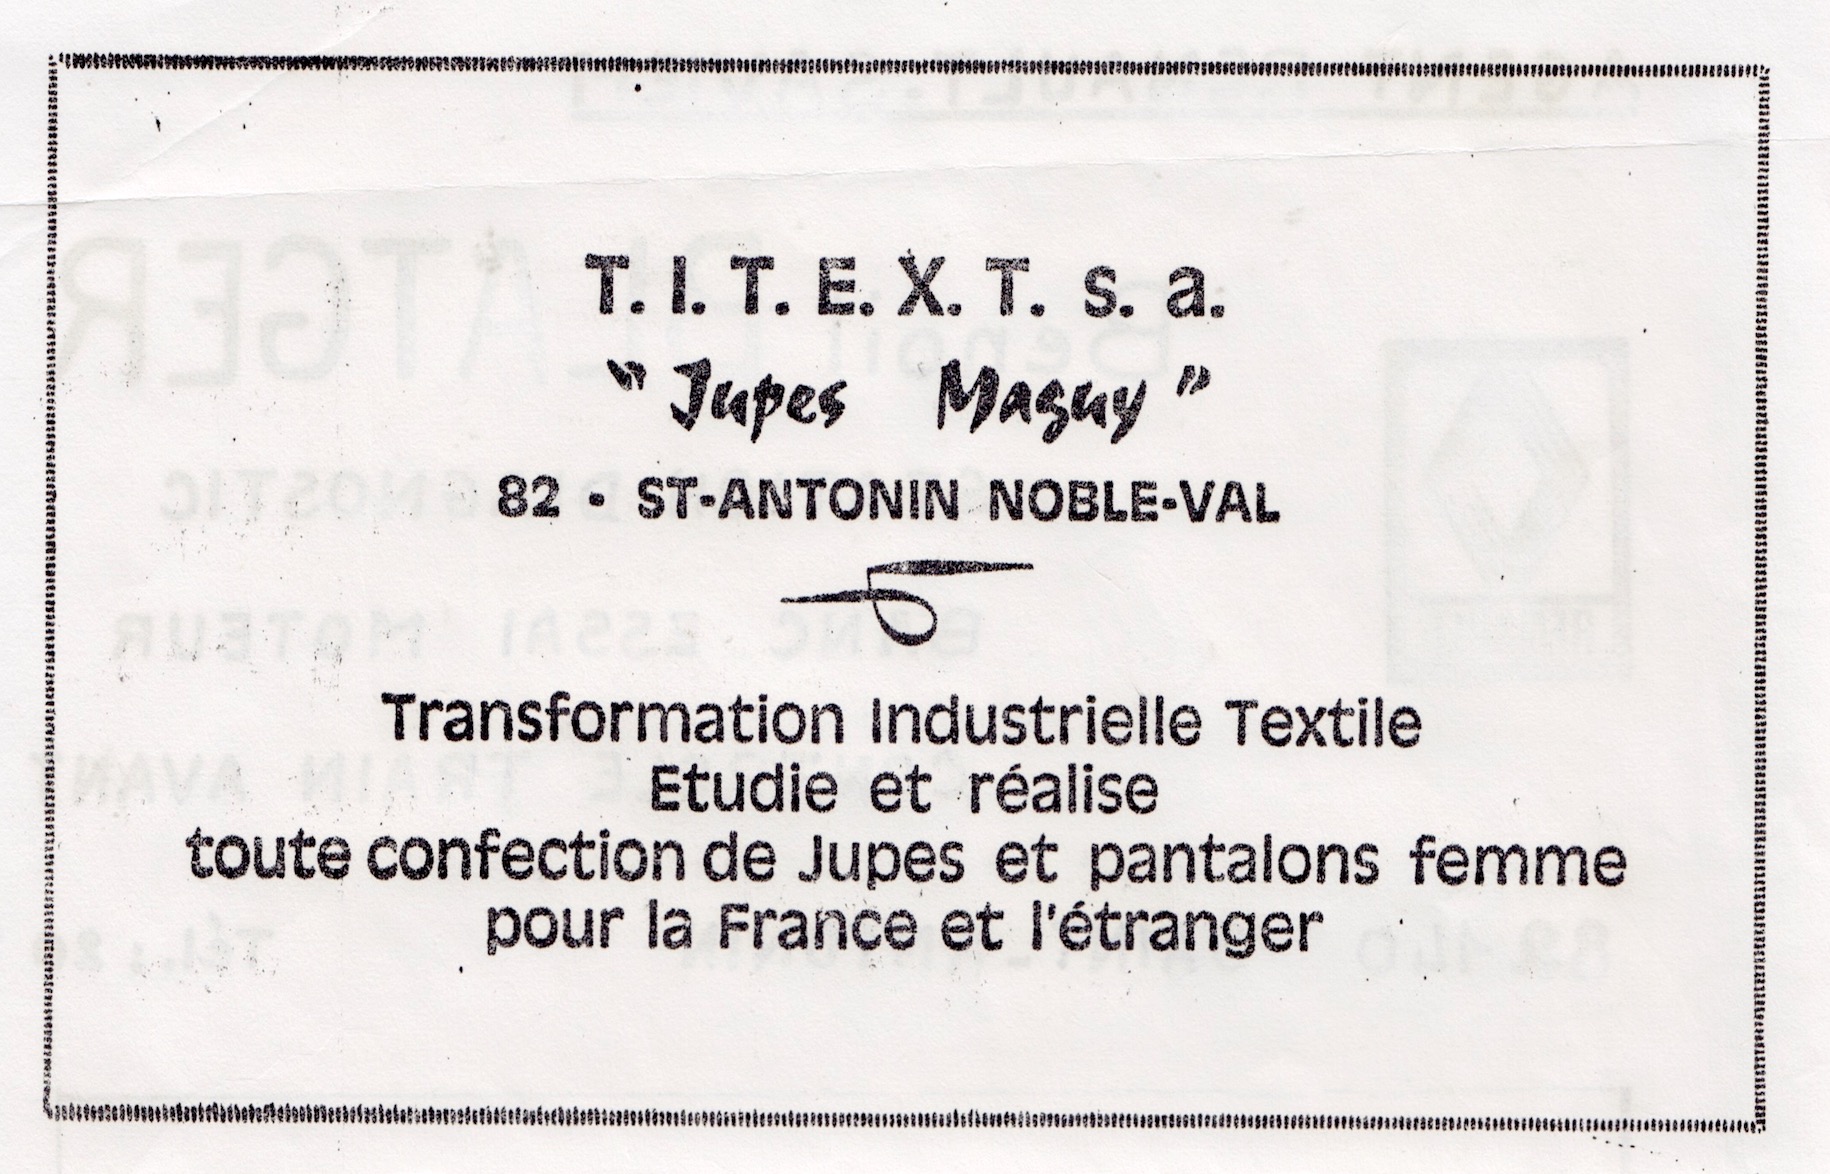 T. I. T. E. X. T. s. a.
" Jupes Maguy "
82 • ST-ANTONIN NOBLE-VAL
Transformation Industrielle Textile
Etudie et réalise
toute confection de Jupes et pantalons femme
pour la France et l'étranger